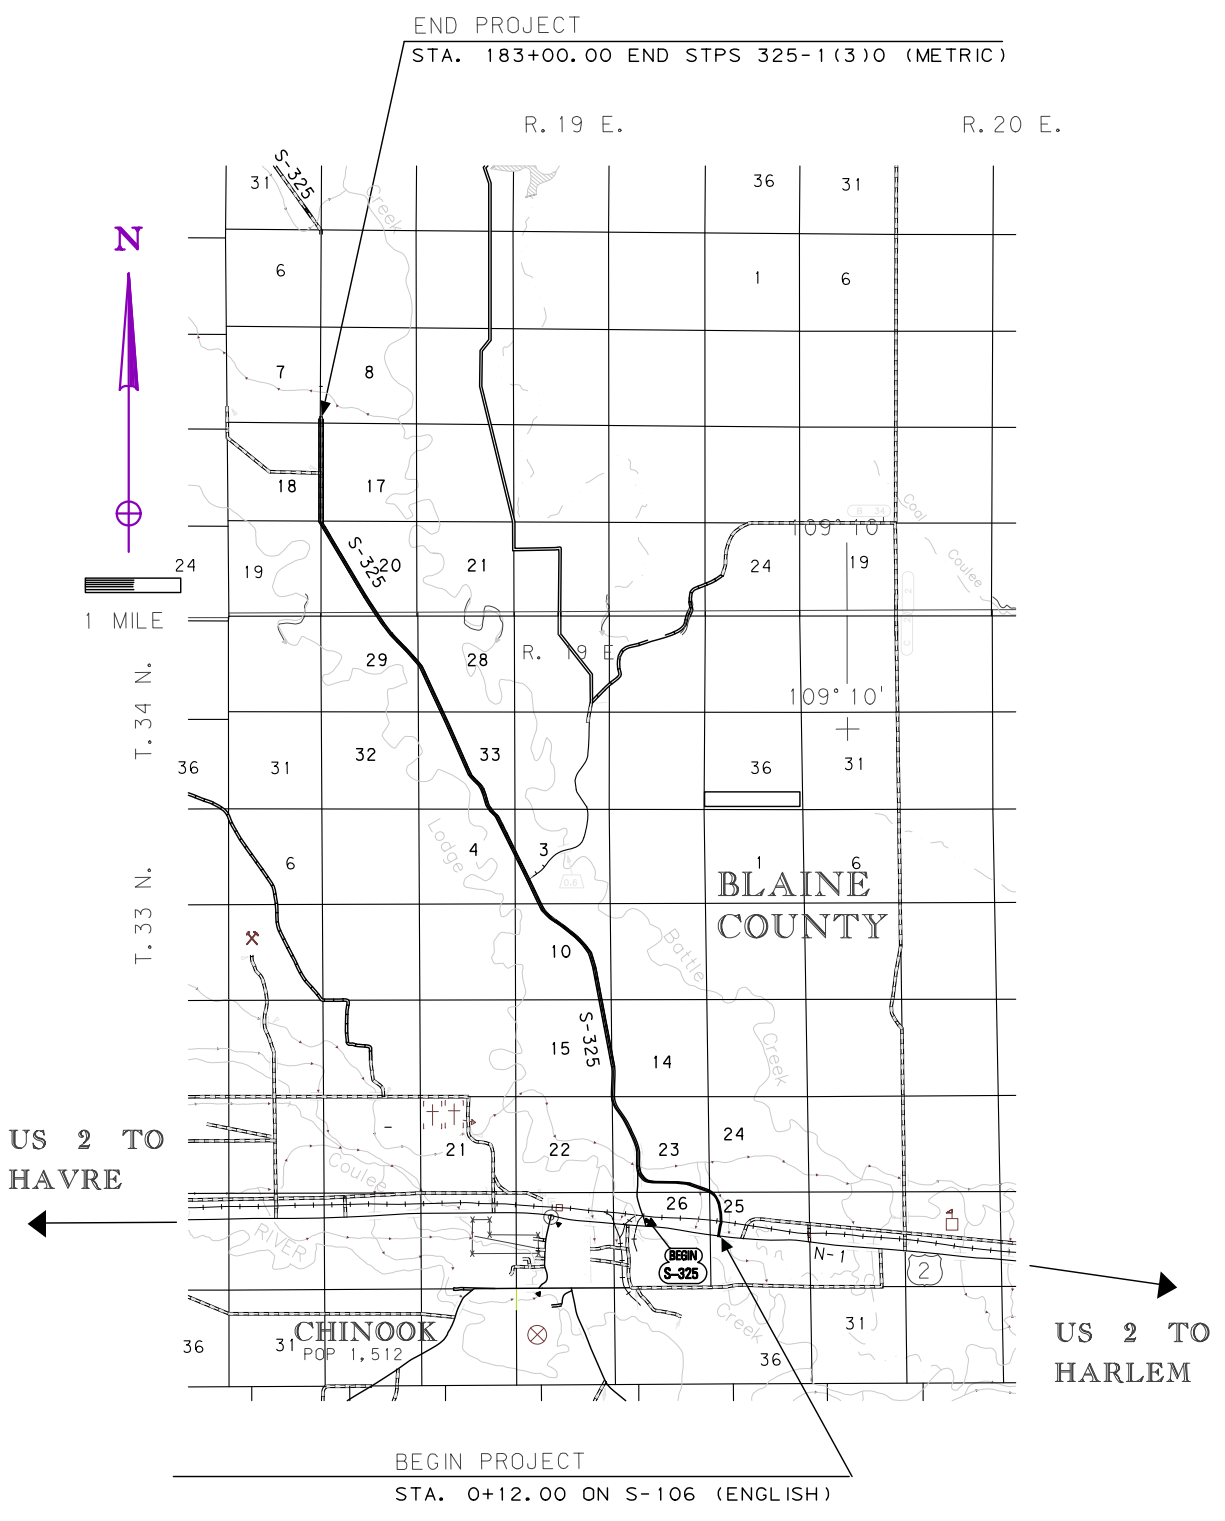 END PROJECT
STA. 183+00.00 END STPS 325-1(3)0 (METRIC)
R. 19 E.
R. 20 E.
S-325
31
36
31
Creek
N
6
1
6
7
8
18
17
Coal
B 34
109° 10'
S-325
24
19
20
21
24
19
Coulee
1 MILE
29
28
R. 19 E
T. 34 N.
109° 10'
36
31
32
33
36
31
Lodge
6
4
3
1
6
0.6
BLAINE
COUNTY
T. 33 N.
10
Battle
S-325
15
14
Creek
US 2 TO
HAVRE
21
22
23
24
Coulee
26
25
RIVER
BEGIN
S-325
N-1
2
CHINOOK
POP 1,512
36
31
Creek
31
36
US 2 TO
HARLEM
BEGIN PROJECT
STA. 0+12.00 ON S-106 (ENGLISH)